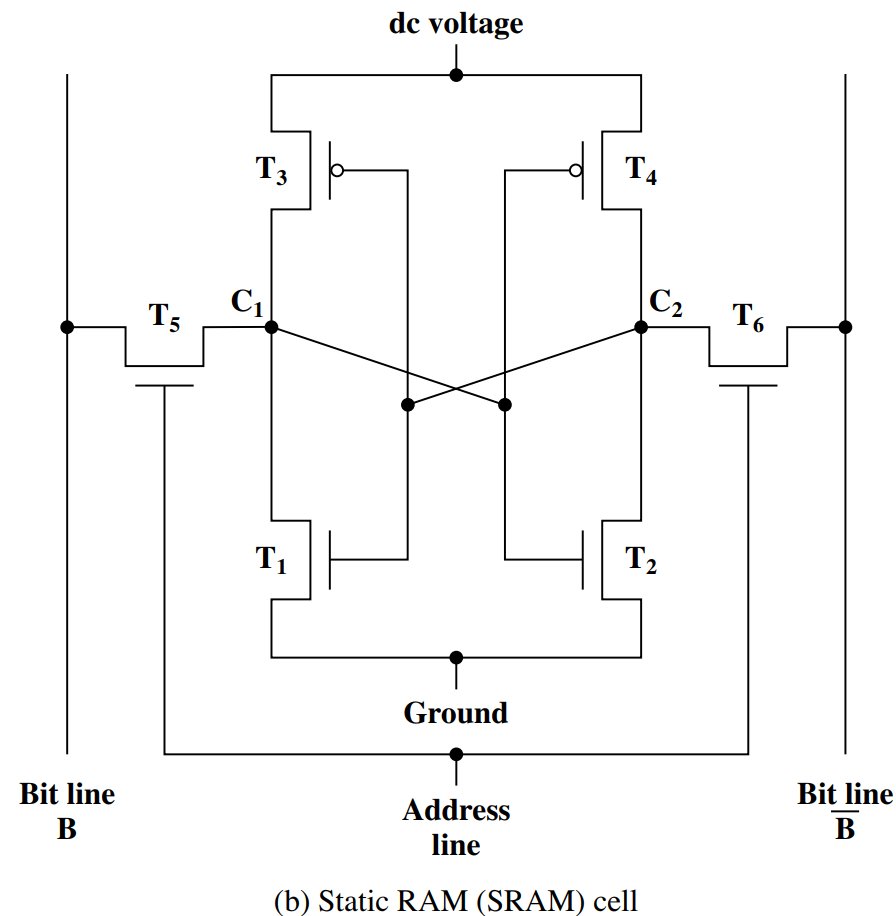 dc voltage
T3
T4
C1
C2
T5
T6
T1
T2
Ground
Bit line
B
Address
line
Bit line
B̅
(b) Static RAM (SRAM) cell